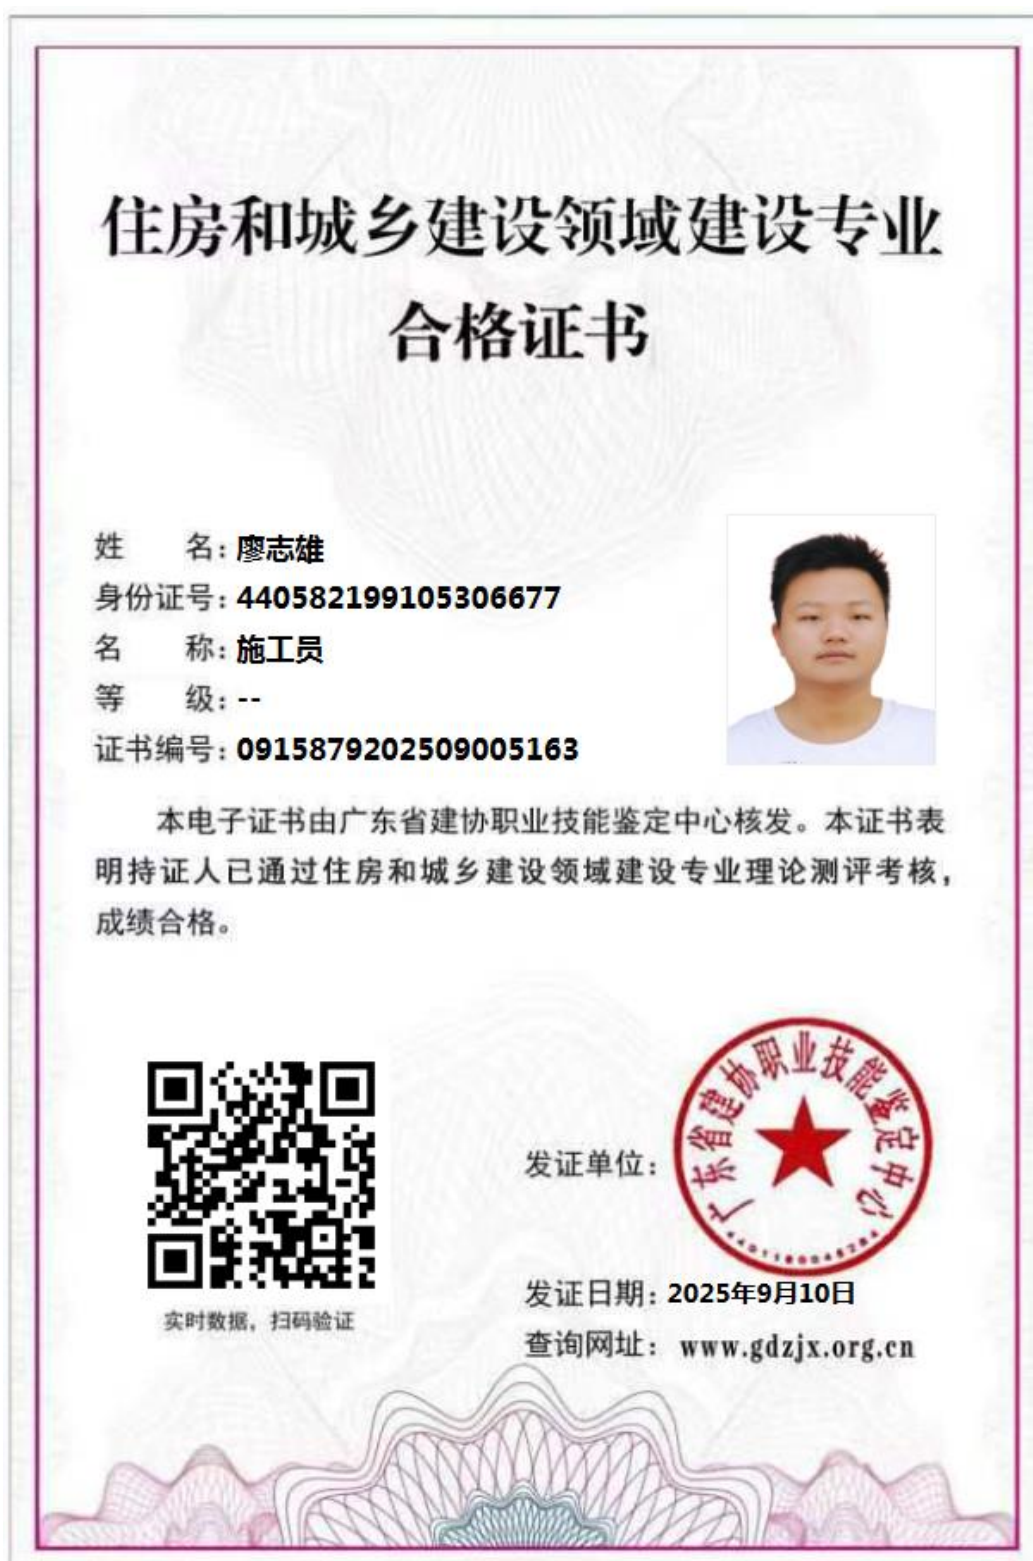 住房和城乡建设领域建设专业
合格证书
姓 名：廖志雄
身份证号：440582199105306677
名 称：施工员
等 级：--
证书编号：0915879202509005163
本电子证书由广东省建协职业技能鉴定中心核发。本证书表
明持证人已通过住房和城乡建设领域建设专业理论测评考核，
成绩合格。
广东省建协职业技能鉴定中心
发证单位：
发证日期：2025年9月10日
实时数据，扫码验证
查询网址：www.gdzjx.org.cn